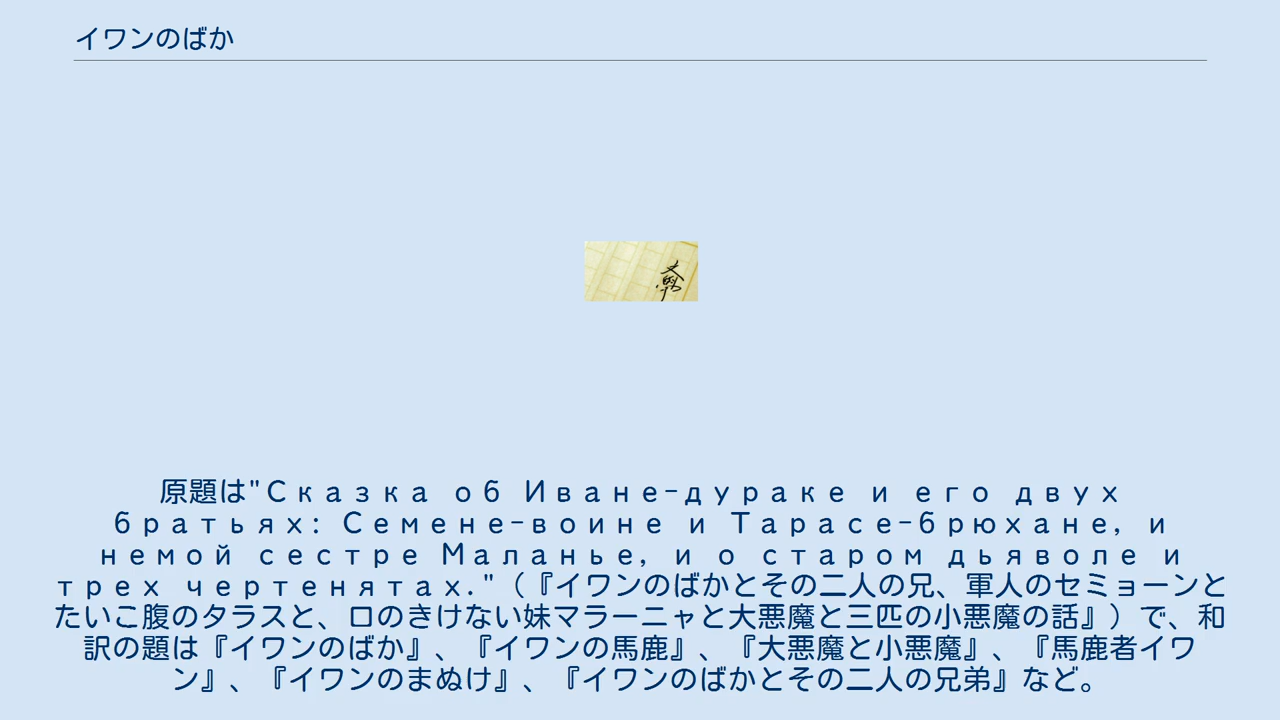 イワンのばか
原題は"Сказка об Иване-дураке и его двух
братьях: Семене-воине и Тарасе-брюхане, и
немой сестре Маланье, и о старом дьяволе и
трех чертенятах."（『イワンのばかとその二人の兄、軍人のセミョーンと
たいこ腹のタラスと、口のきけない妹マラーニャと大悪魔と三匹の小悪魔の話』）で、和
訳の題は『イワンのばか』、『イワンの馬鹿』、『大悪魔と小悪魔』、『馬鹿者イワ
ン』、『イワンのまぬけ』、『イワンのばかとその二人の兄弟』など。